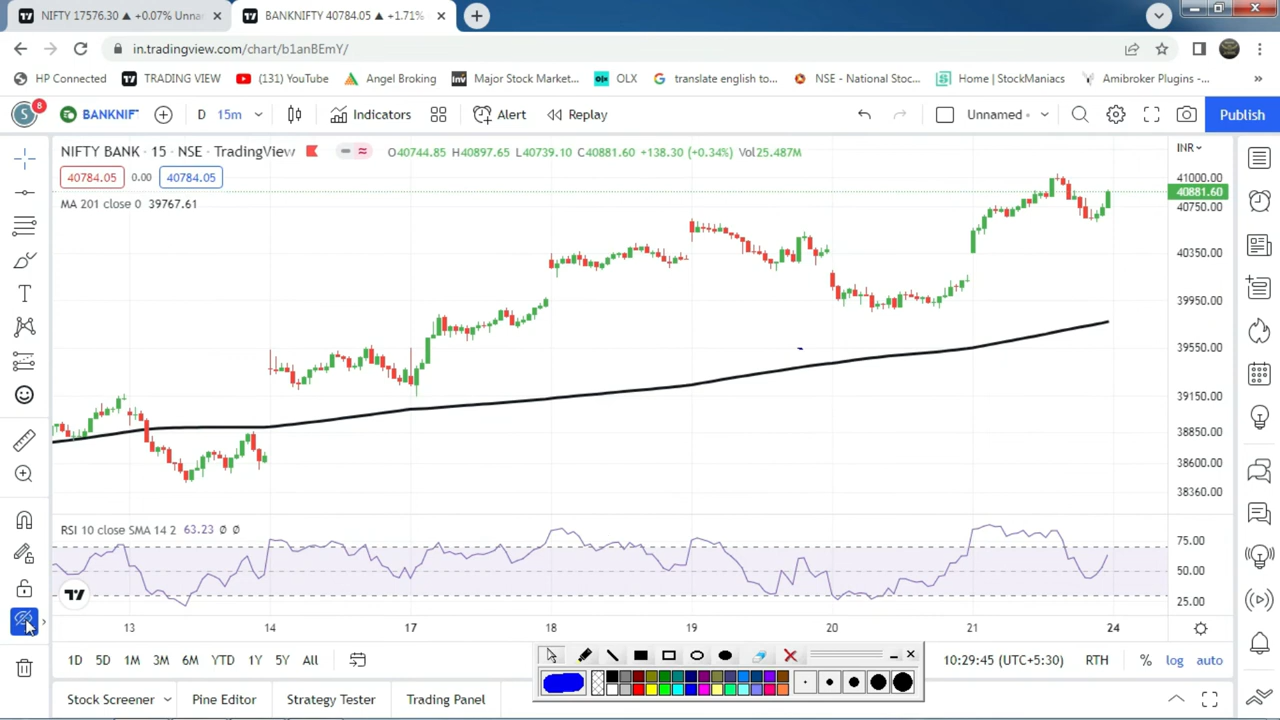 NIFTY 17576.30 ▲ +0.07% Unna
BANKNIFTY 40784.05 ▲ +1.71%
in.tradingview.com/chart/b1anBEmY/
HP Connected
TRADING VIEW
(131) YouTube
Angel Broking
Major Stock Market...
OLX
translate english to...
NSE - National Stoc...
Home | StockManiacs
Amibroker Plugins -...
»
S
8
BANKNIF
D
15m
Indicators
Alert
Replay
Unnamed
Publish
NIFTY BANK · 15 · NSE · TradingView
O40744.85 H40897.65 L40739.10 C40881.60 +138.30 (+0.34%) Vol25.487M
INR
40784.05
0.00
40784.05
MA 201 close 0 39767.61
41000.00
40881.60
40750.00
40350.00
39950.00
39550.00
39150.00
38850.00
38600.00
38360.00
RSI 10 close SMA 14 2 63.23 Ø Ø
75.00
50.00
25.00
13
14
17
18
19
20
21
24
1D
5D
1M
3M
6M
YTD
1Y
5Y
All
10:29:45 (UTC+5:30)
RTH
%
log
auto
Stock Screener
Pine Editor
Strategy Tester
Trading Panel